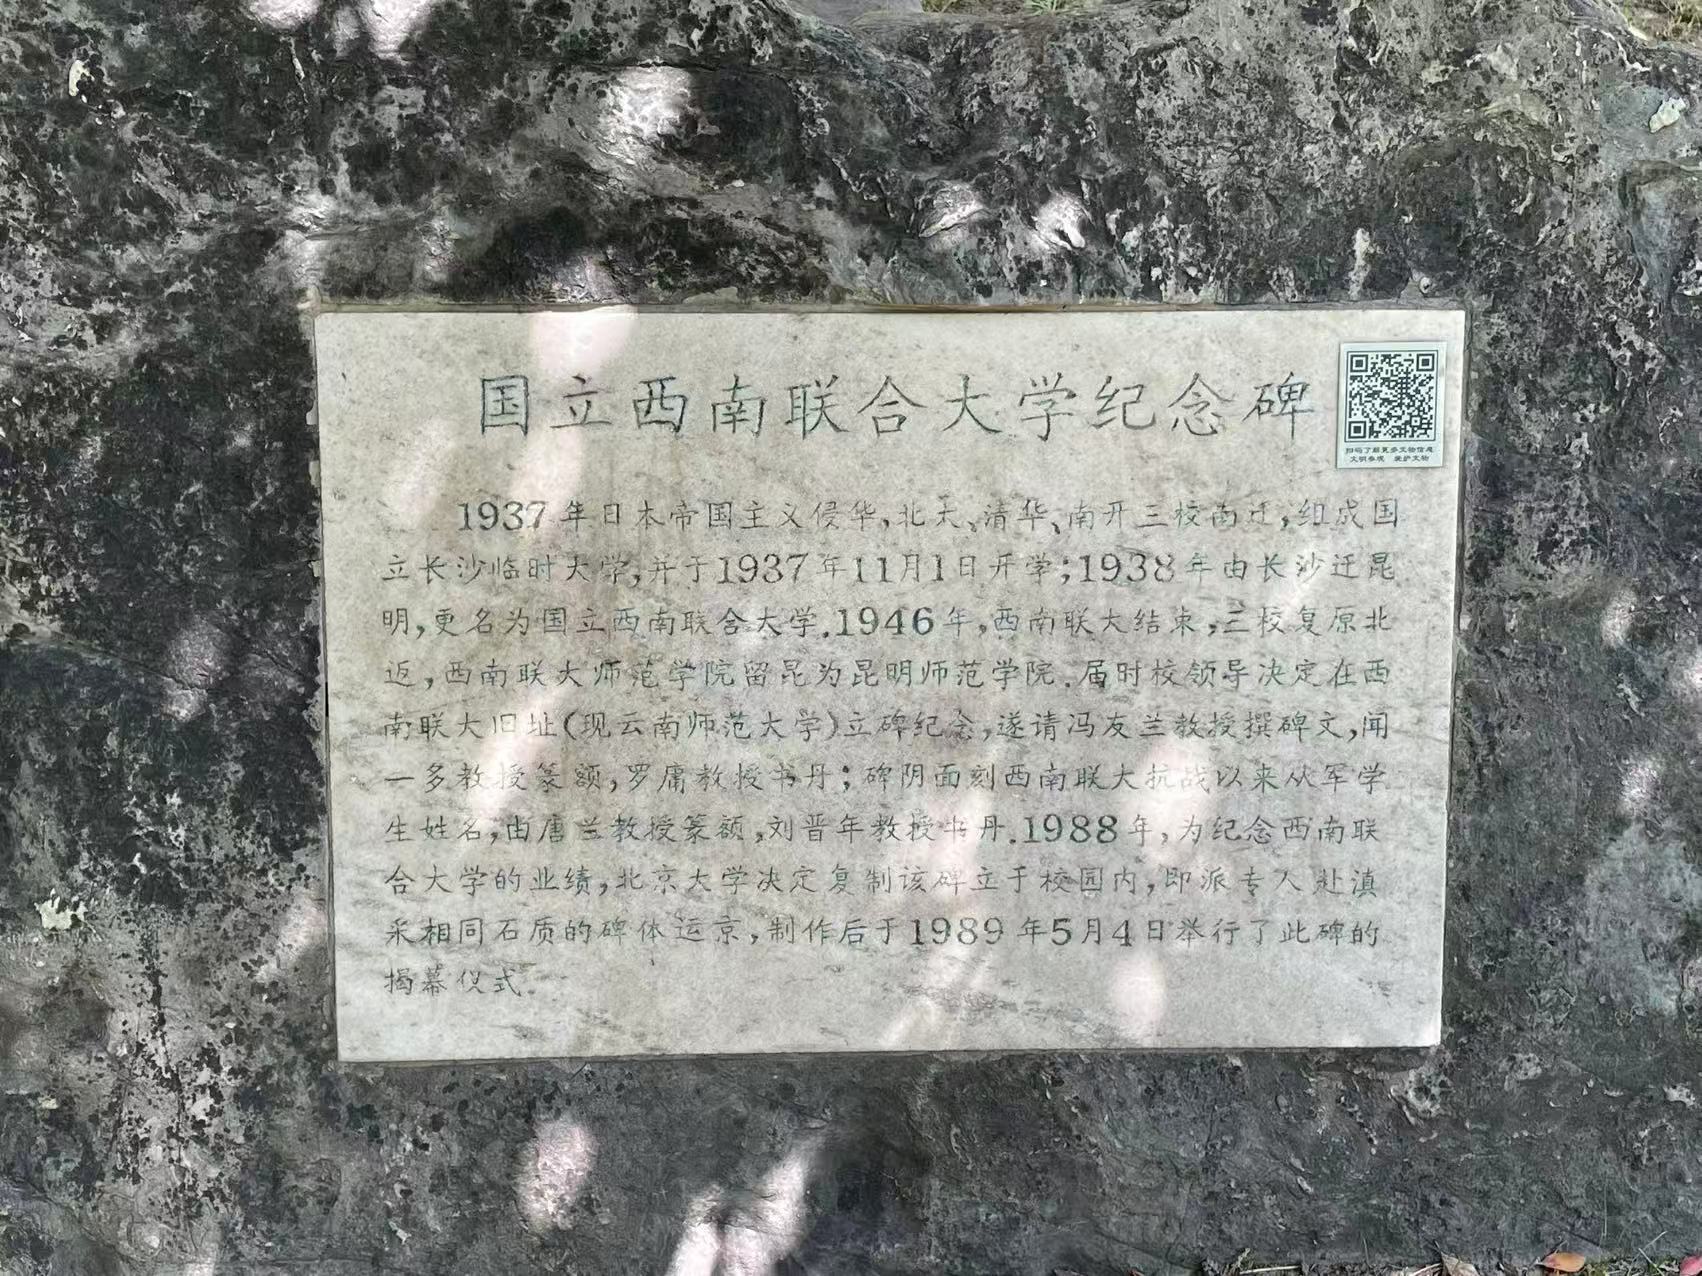 国立西南联合大学纪念碑
扫码了解更多文物信息
文明参观 爱护文物
1937年日本帝国主义侵华,北大、清华、南开三校南迁,组成国
立长沙临时大学,并于1937年11月1日开学;1938年由长沙迁昆
明,更名为国立西南联合大学.1946年,西南联大结束,三校复原北
返,西南联大师范学院留昆为昆明师范学院.届时校领导决定在西
南联大旧址(现云南师范大学)立碑纪念,遂请冯友兰教授撰碑文,闻
一多教授篆额,罗庸教授书丹;碑阴面刻西南联大抗战以来从军学
生姓名,由唐兰教授篆额,刘晋年教授书丹.1988年,为纪念西南联
合大学的业绩,北京大学决定复制该碑立于校园内,即派专人赴滇
采相同石质的碑体运京,制作后于1989年5月4日举行了此碑的
揭幕仪式.